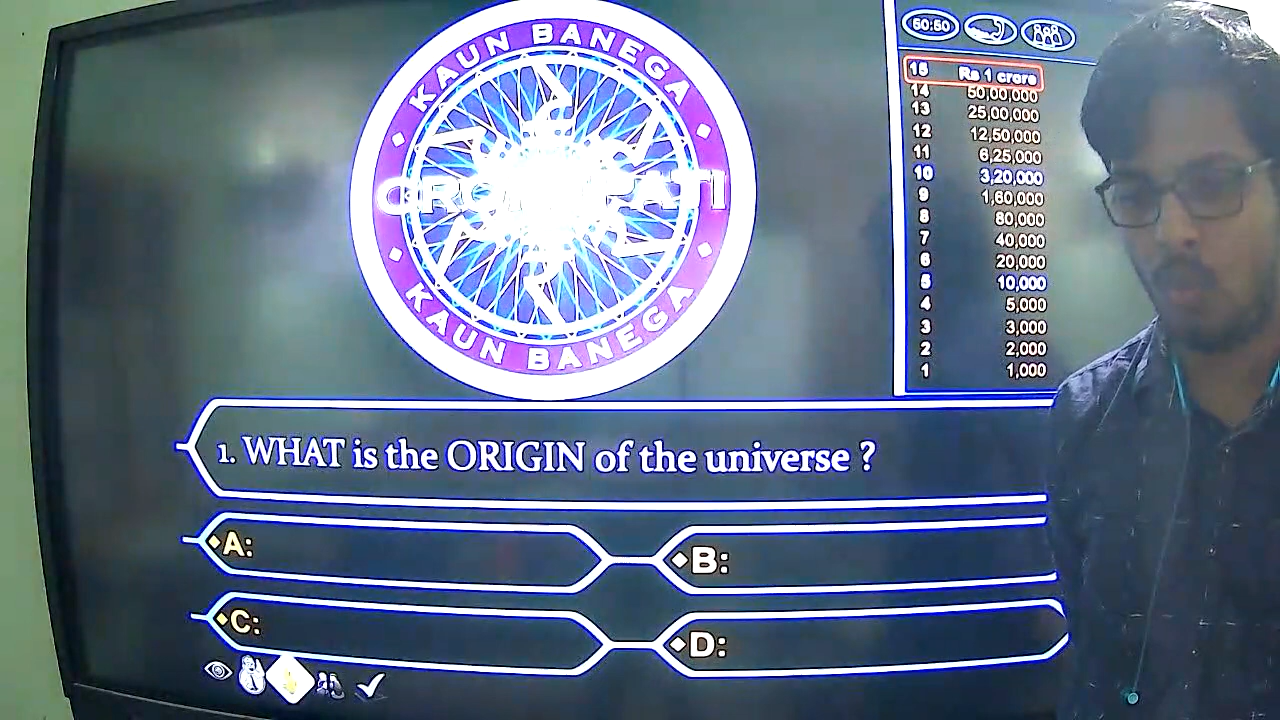 KAUN BANEGA
KAUN BANEGA
50:50
15 Rs 1 crore
14 50,00,000
13 25,00,000
12 12,50,000
11 6,25,000
10 3,20,000
9 1,60,000
8 80,000
7 40,000
6 20,000
5 10,000
4 5,000
3 3,000
2 2,000
1 1,000
1. WHAT is the ORIGIN of the universe ?
A:
B:
C:
D: